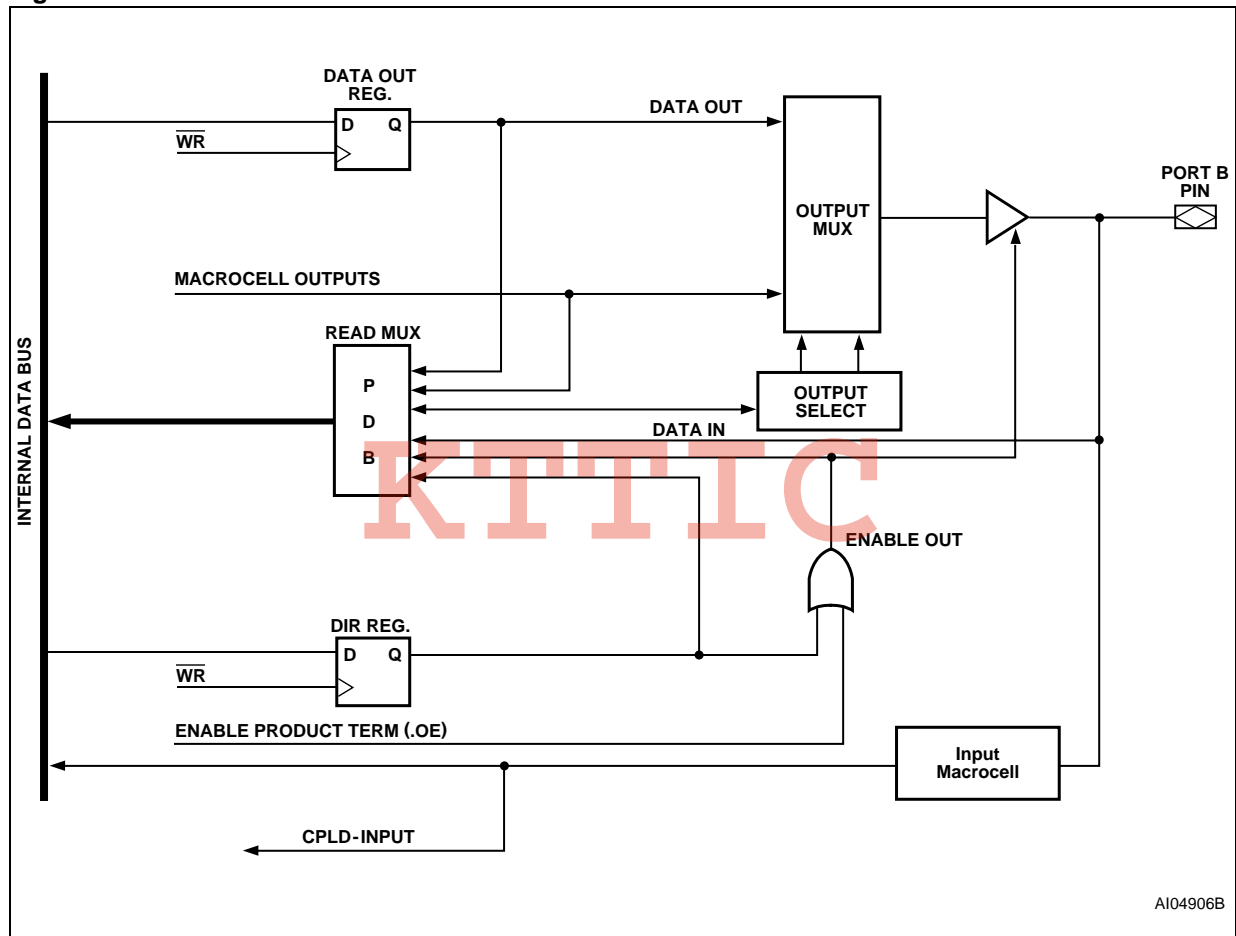 DATA OUT
REG.
D Q
WR
DATA OUT
OUTPUT
MUX
PORT B
PIN
MACROCELL OUTPUTS
READ MUX
P
D
B
OUTPUT
SELECT
DATA IN
INTERNAL DATA BUS
KTTIC
ENABLE OUT
DIR REG.
D Q
WR
ENABLE PRODUCT TERM (.OE)
Input
Macrocell
CPLD-INPUT
AI04906B